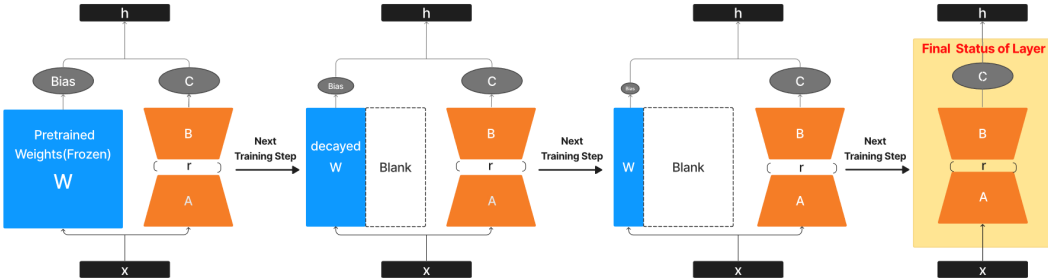 h
Bias
C
Pretrained
Weights(Frozen)
W
B
r
A
x
Next
Training Step
h
Bias
C
decayed
W
Blank
B
r
A
x
Next
Training Step
h
Bias
C
W
Blank
B
r
A
x
Next
Training Step
h
Final Status of Layer
C
B
r
A
x